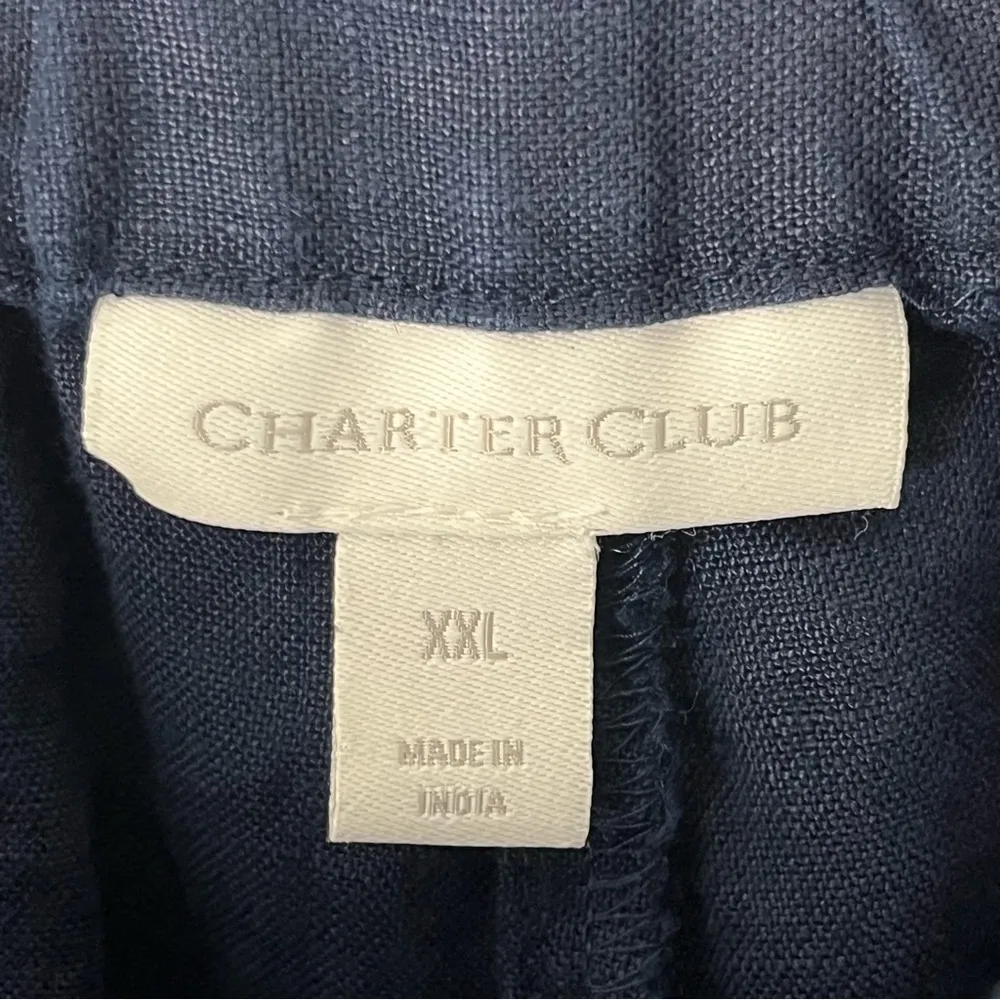 CHARTER CLUB
XXL
MADE IN
INDIA